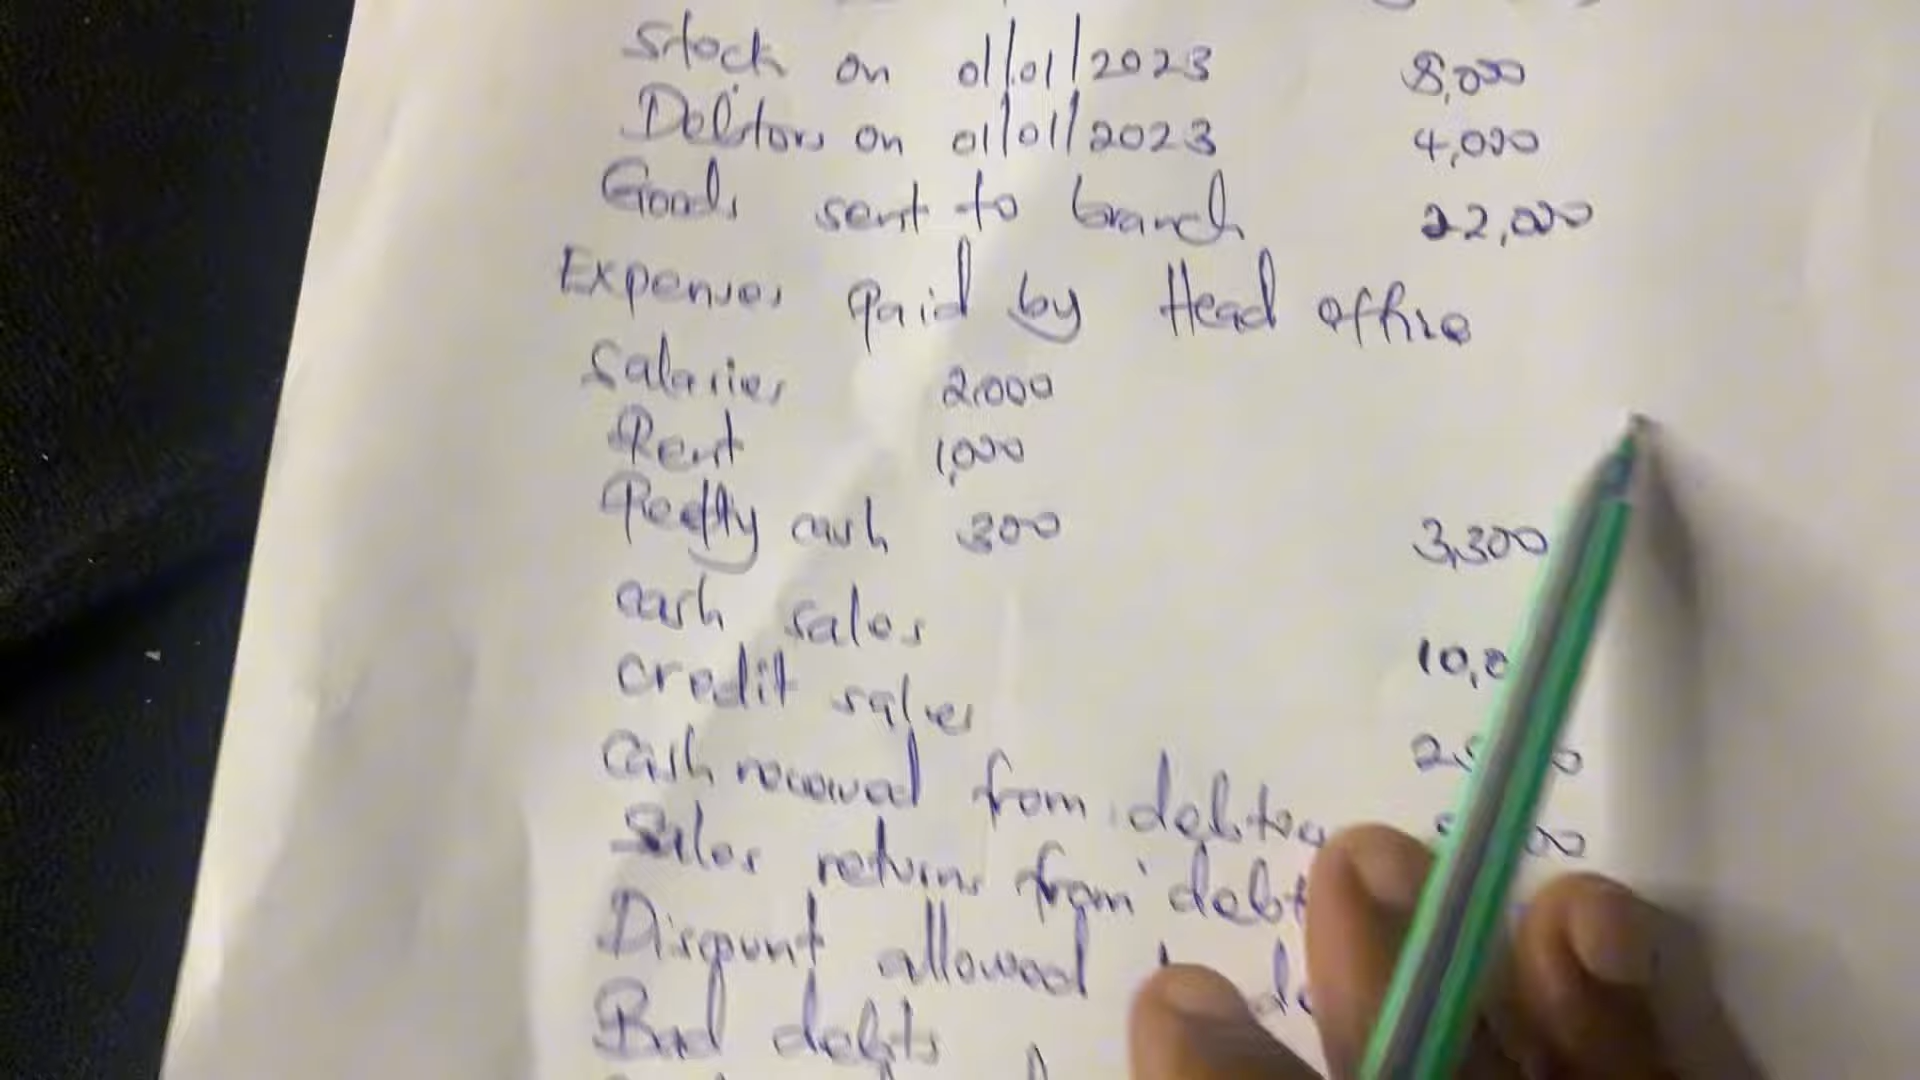 Stock on 01/01/2023 8,000
Debtors on 01/01/2023 4,000
Goods sent to branch 22,000
Expenses paid by Head office
Salaries 2,000
Rent 1,000
Petty cash 300 3,300
cash sales
credit sales
cash received from debtors
Sales returns from
Discount allowed
Bad debts